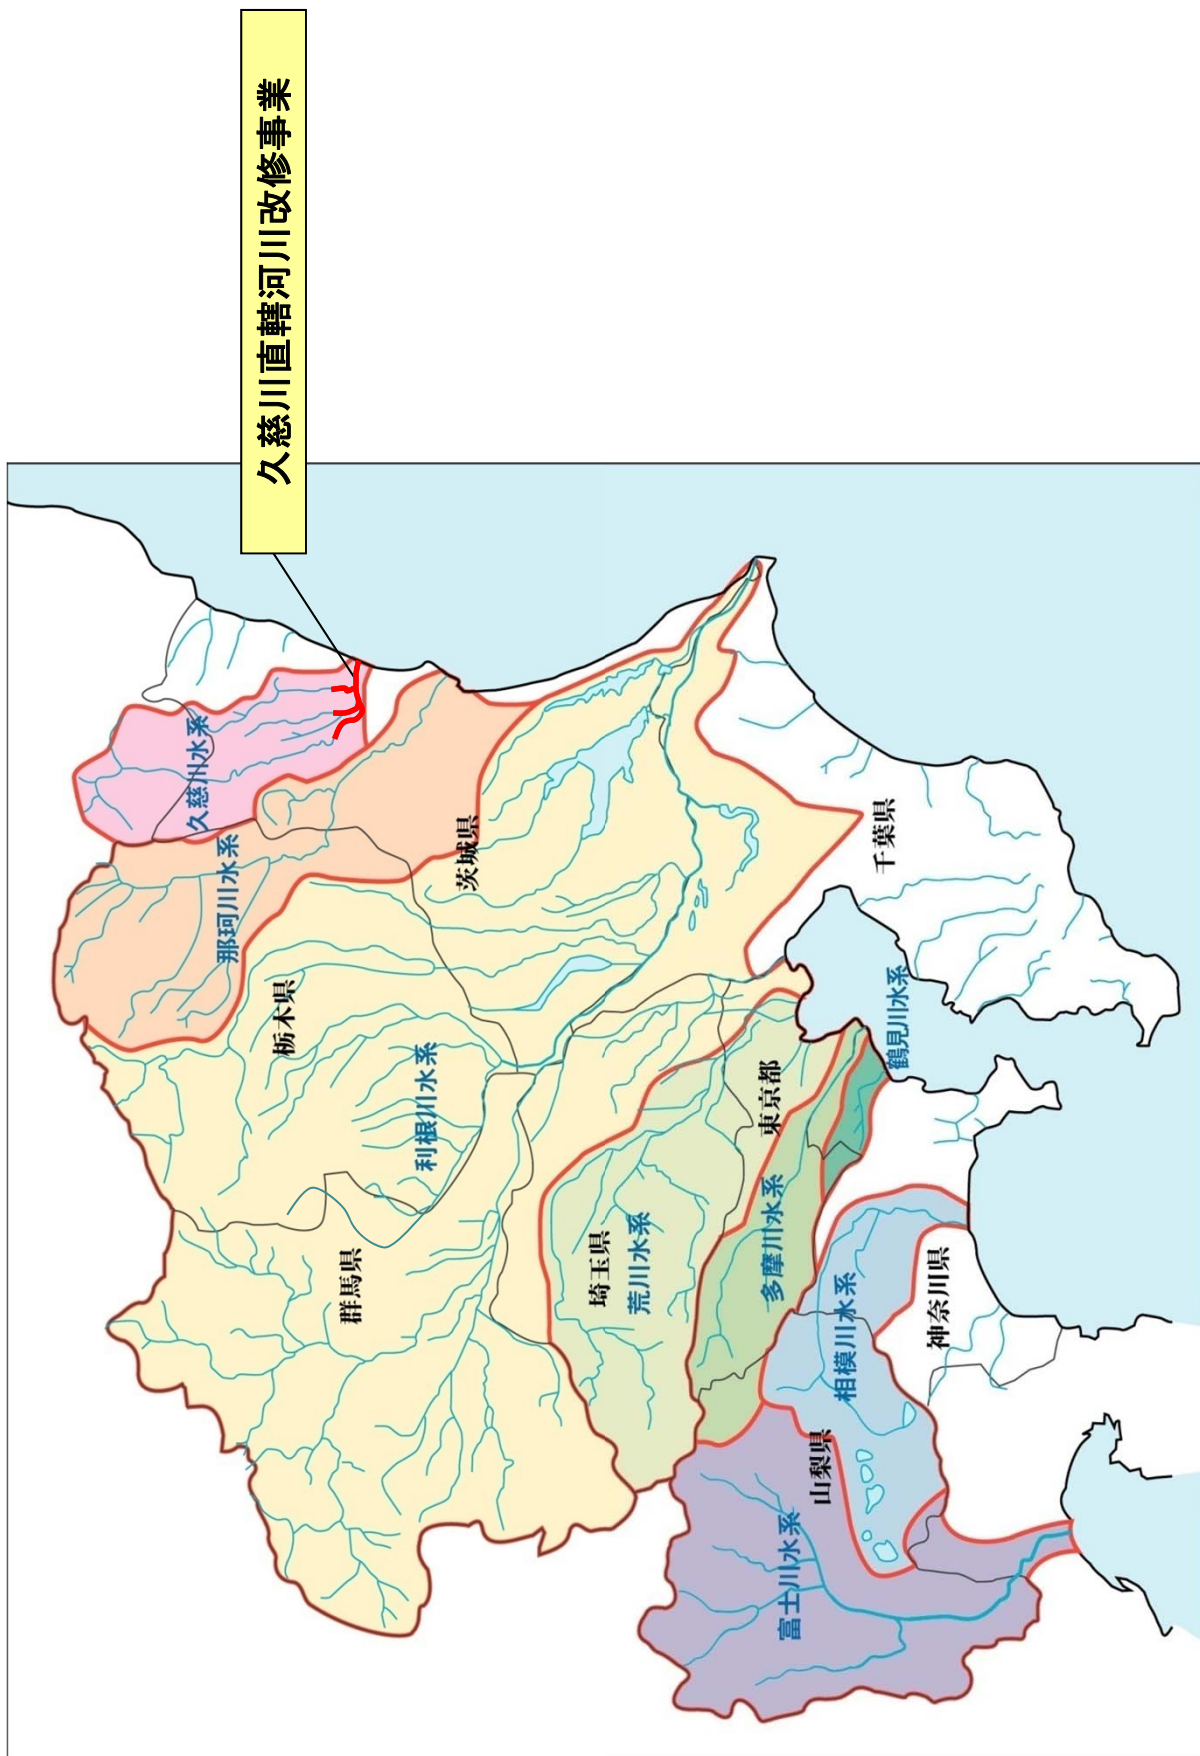 久慈川直轄河川改修事業
久慈川水系
那珂川水系
茨城県
栃木県
利根川水系
群馬県
千葉県
鶴見川水系
東京都
埼玉県
荒川水系
多摩川水系
相模川水系
神奈川県
山梨県
富士川水系